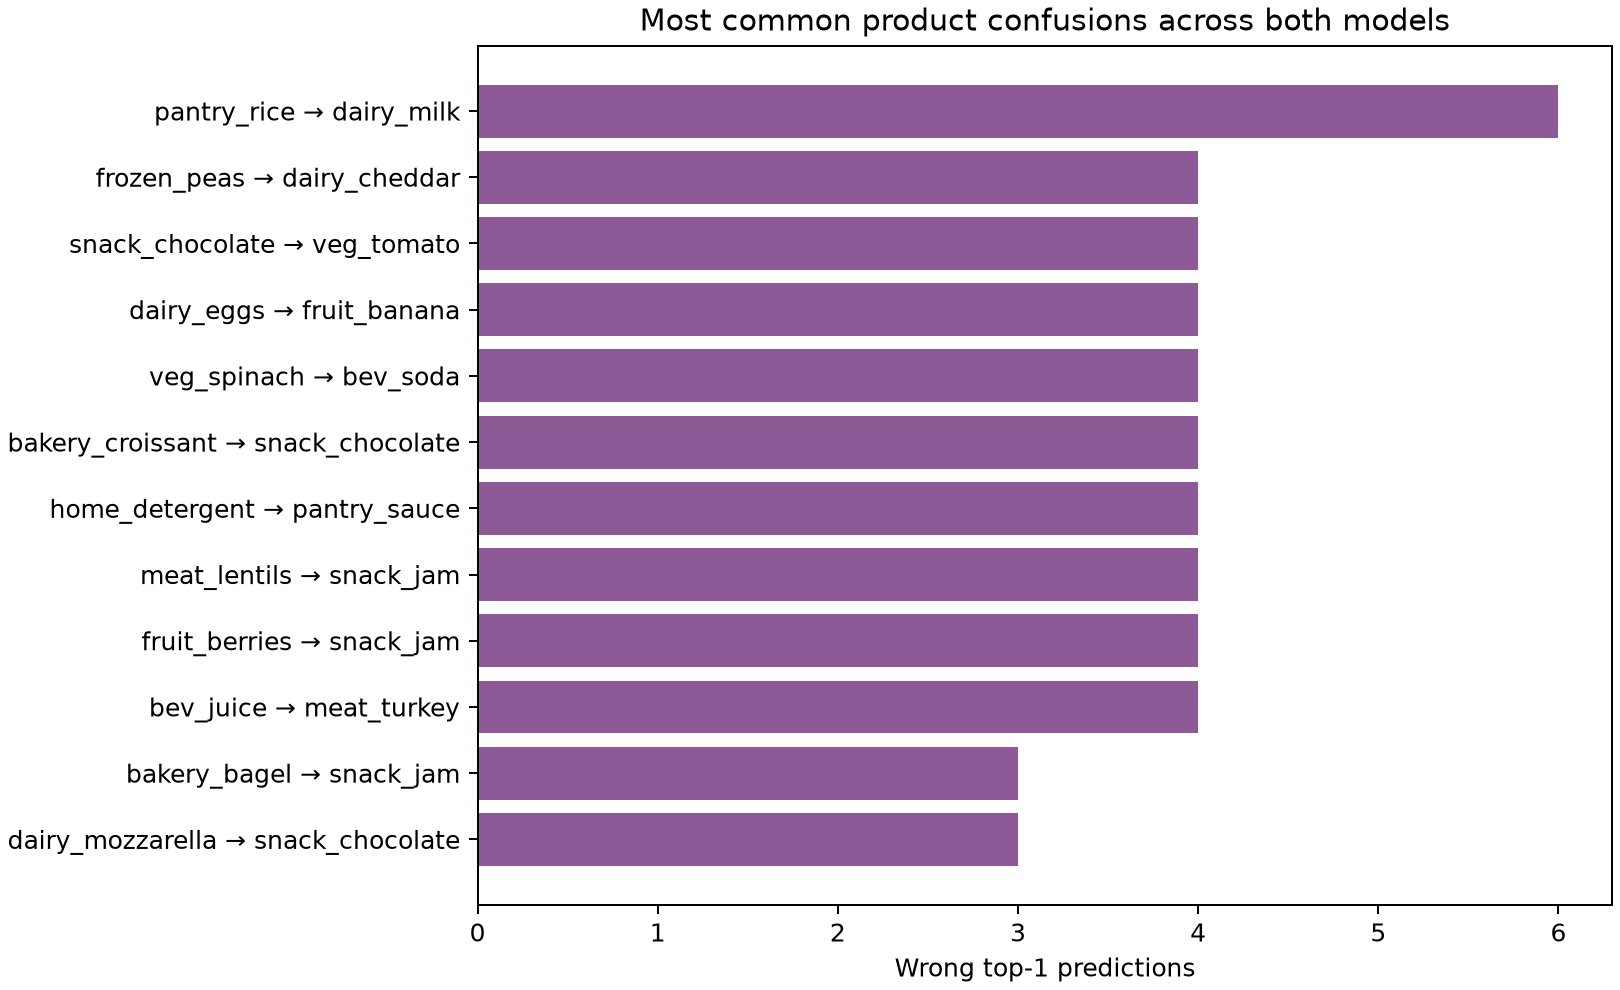 Most common product confusions across both models
pantry_rice → dairy_milk
frozen_peas → dairy_cheddar
snack_chocolate → veg_tomato
dairy_eggs → fruit_banana
veg_spinach → bev_soda
bakery_croissant → snack_chocolate
home_detergent → pantry_sauce
meat_lentils → snack_jam
fruit_berries → snack_jam
bev_juice → meat_turkey
bakery_bagel → snack_jam
dairy_mozzarella → snack_chocolate
0 1 2 3 4 5 6
Wrong top-1 predictions